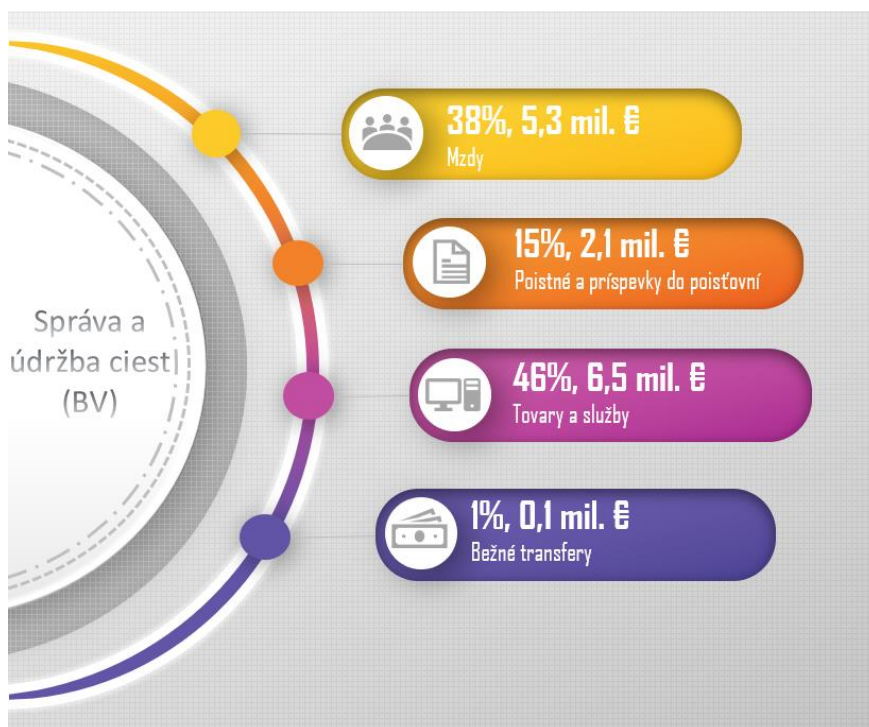 Správa a
údržba ciest
(BV)
38%, 5,3 mil. €
Mzdy
15%, 2,1 mil. €
Poistné a príspevky do poisťovní
46%, 6,5 mil. €
Tovary a služby
1%, 0,1 mil. €
Bežné transfery